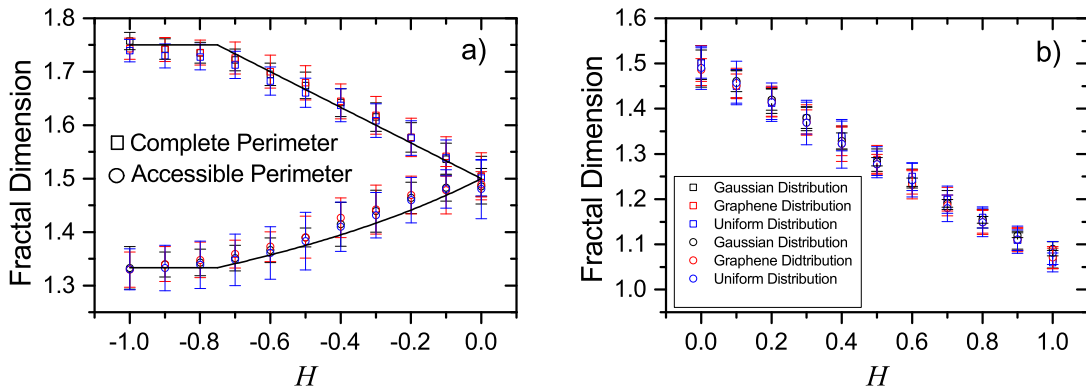 a)
1.8
1.7
1.6
1.5
1.4
1.3
Fractal Dimension
Complete Perimeter
Accessible Perimeter
-1.0
-0.8
-0.6
-0.4
-0.2
0.0
H
b)
1.6
1.5
1.4
1.3
1.2
1.1
1.0
Fractal Dimension
Gaussian Distribution
Graphene Distribution
Uniform Distribution
Gaussian Distribution
Graphene Didtribution
Uniform Distribution
0.0
0.2
0.4
0.6
0.8
1.0
H